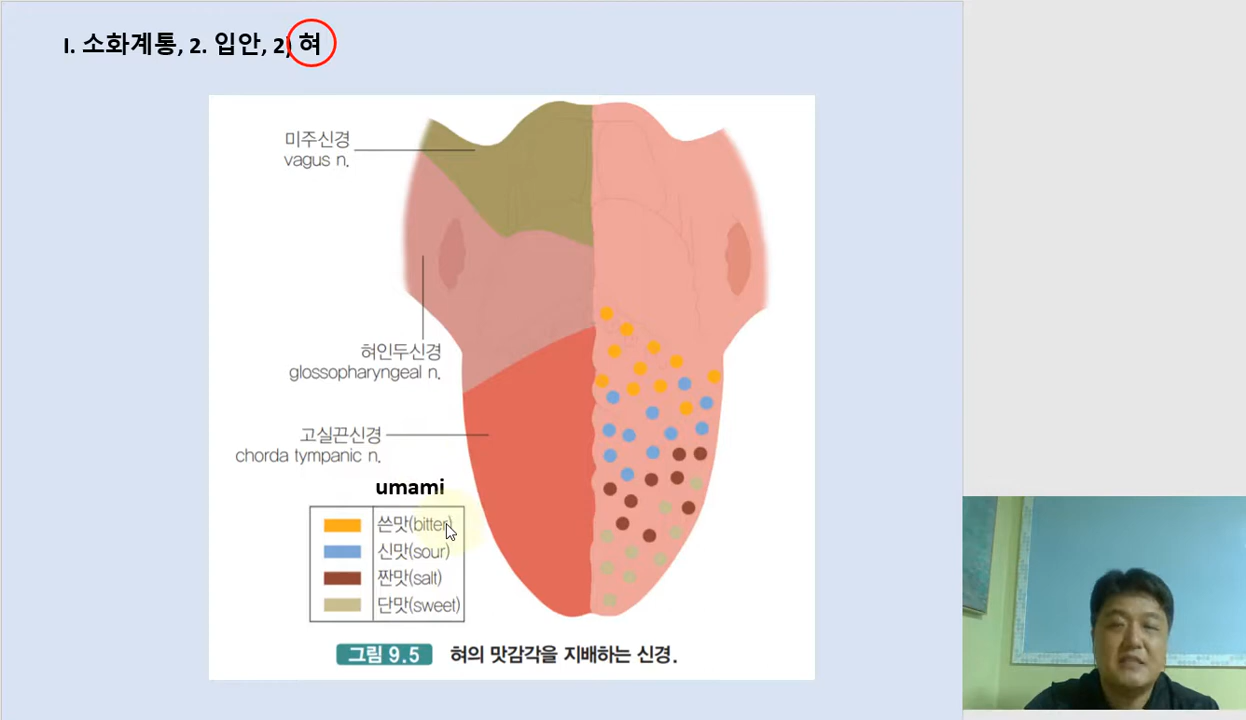 I. 소화계통, 2. 입안, 2) 혀
미주신경
vagus n.
혀인두신경
glossopharyngeal n.
고실끈신경
chorda tympanic n.
umami
쓴맛(bitter)
신맛(sour)
짠맛(salt)
단맛(sweet)
그림 9.5 혀의 맛감각을 지배하는 신경.